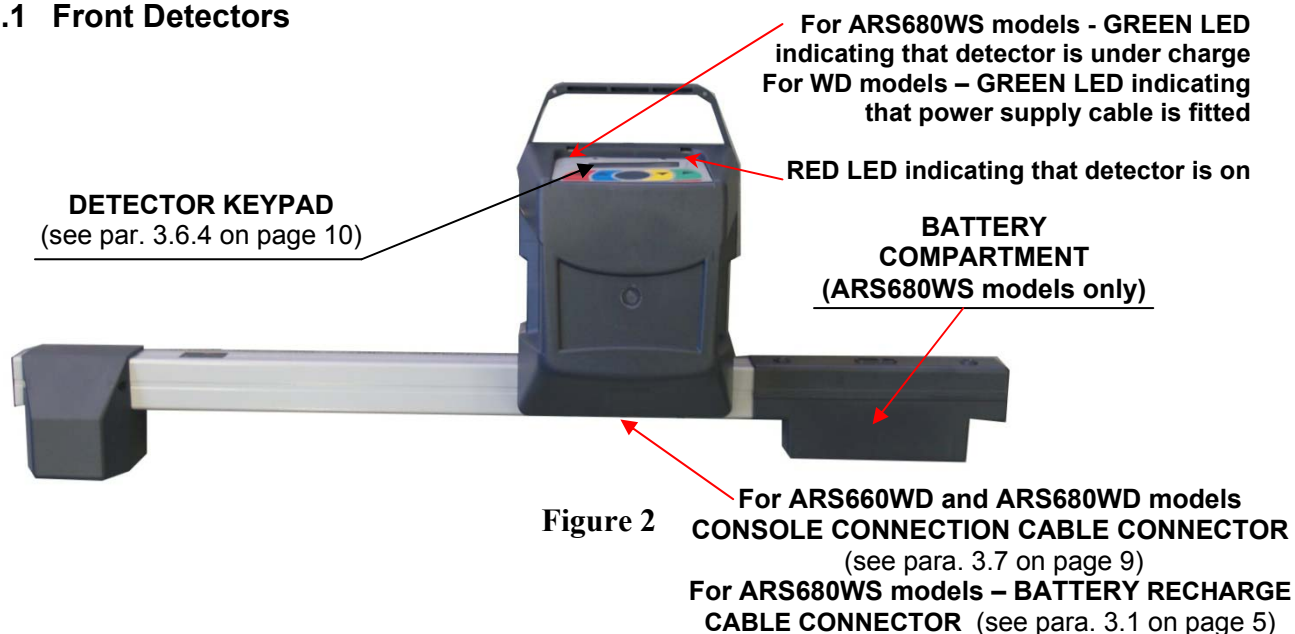 .1 Front Detectors
For ARS680WS models - GREEN LED
indicating that detector is under charge
For WD models – GREEN LED indicating
that power supply cable is fitted
RED LED indicating that detector is on
DETECTOR KEYPAD
(see par. 3.6.4 on page 10)
BATTERY
COMPARTMENT
(ARS680WS models only)
Figure 2
For ARS660WD and ARS680WD models
CONSOLE CONNECTION CABLE CONNECTOR
(see para. 3.7 on page 9)
For ARS680WS models – BATTERY RECHARGE
CABLE CONNECTOR (see para. 3.1 on page 5)